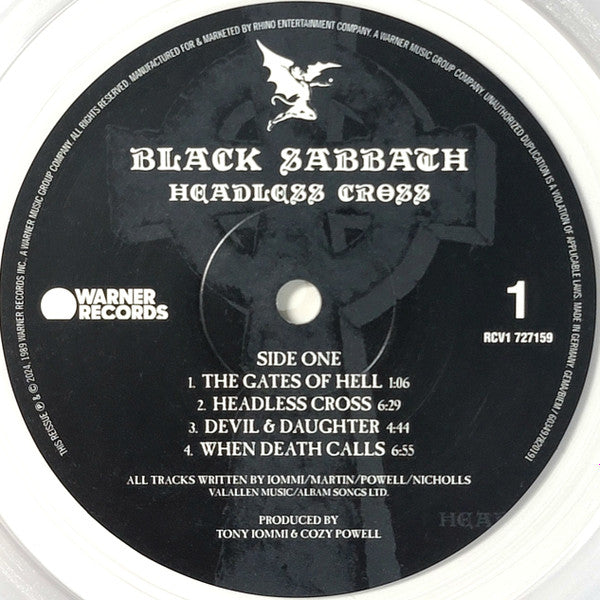 THIS REISSUE ℗ & © 2024, 1989 WARNER RECORDS INC., A WARNER MUSIC GROUP COMPANY. ALL RIGHTS RESERVED. MANUFACTURED FOR & MARKETED BY RHINO ENTERTAINMENT COMPANY, A WARNER MUSIC GROUP COMPANY. UNAUTHORIZED DUPLICATION IS A VIOLATION OF APPLICABLE LAWS. MADE IN GERMANY. GEMA/BIEM/ 60349/820191
BLACK SABBATH
HEADLESS CROSS
WARNER
RECORDS
1
RCV1 727159
SIDE ONE
1. THE GATES OF HELL 1:06
2. HEADLESS CROSS 6:29
3. DEVIL & DAUGHTER 4:44
4. WHEN DEATH CALLS 6:55
ALL TRACKS WRITTEN BY IOMMI/MARTIN/POWELL/NICHOLLS
VALALLEN MUSIC/ALBAM SONGS LTD.
PRODUCED BY
TONY IOMMI & COZY POWELL